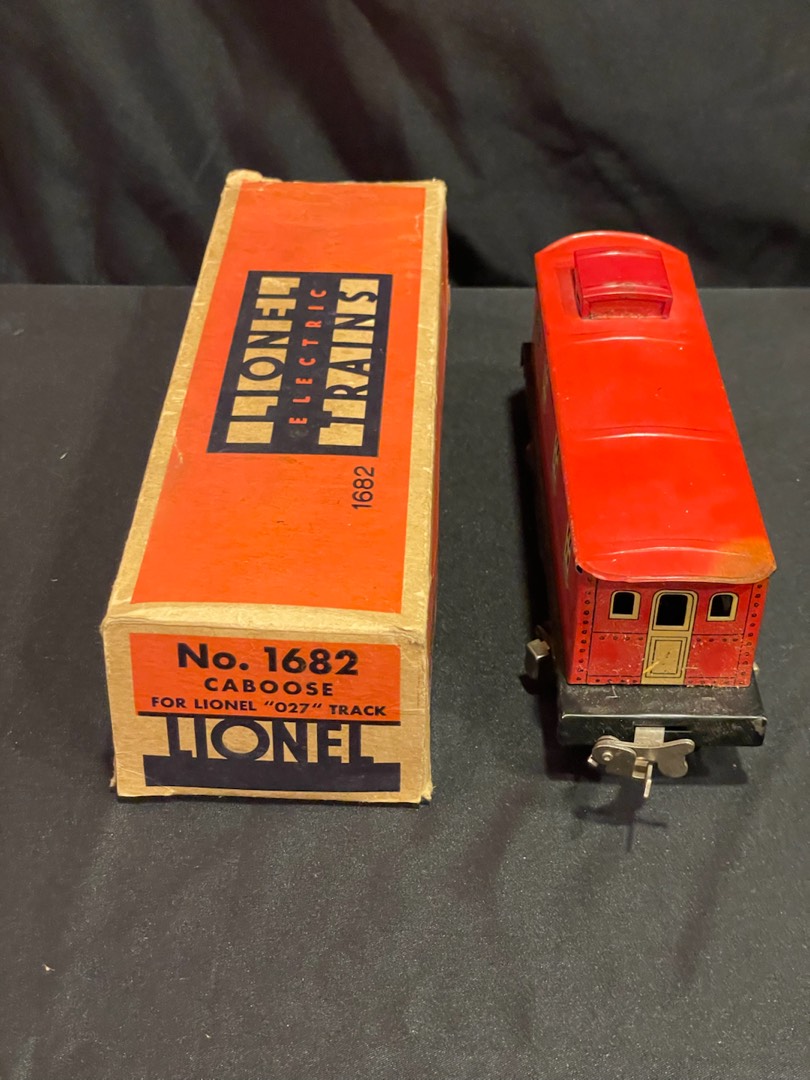 LIONEL
ELECTRIC
TRAINS
1682
No. 1682
CABOOSE
FOR LIONEL "027" TRACK
LIONEL